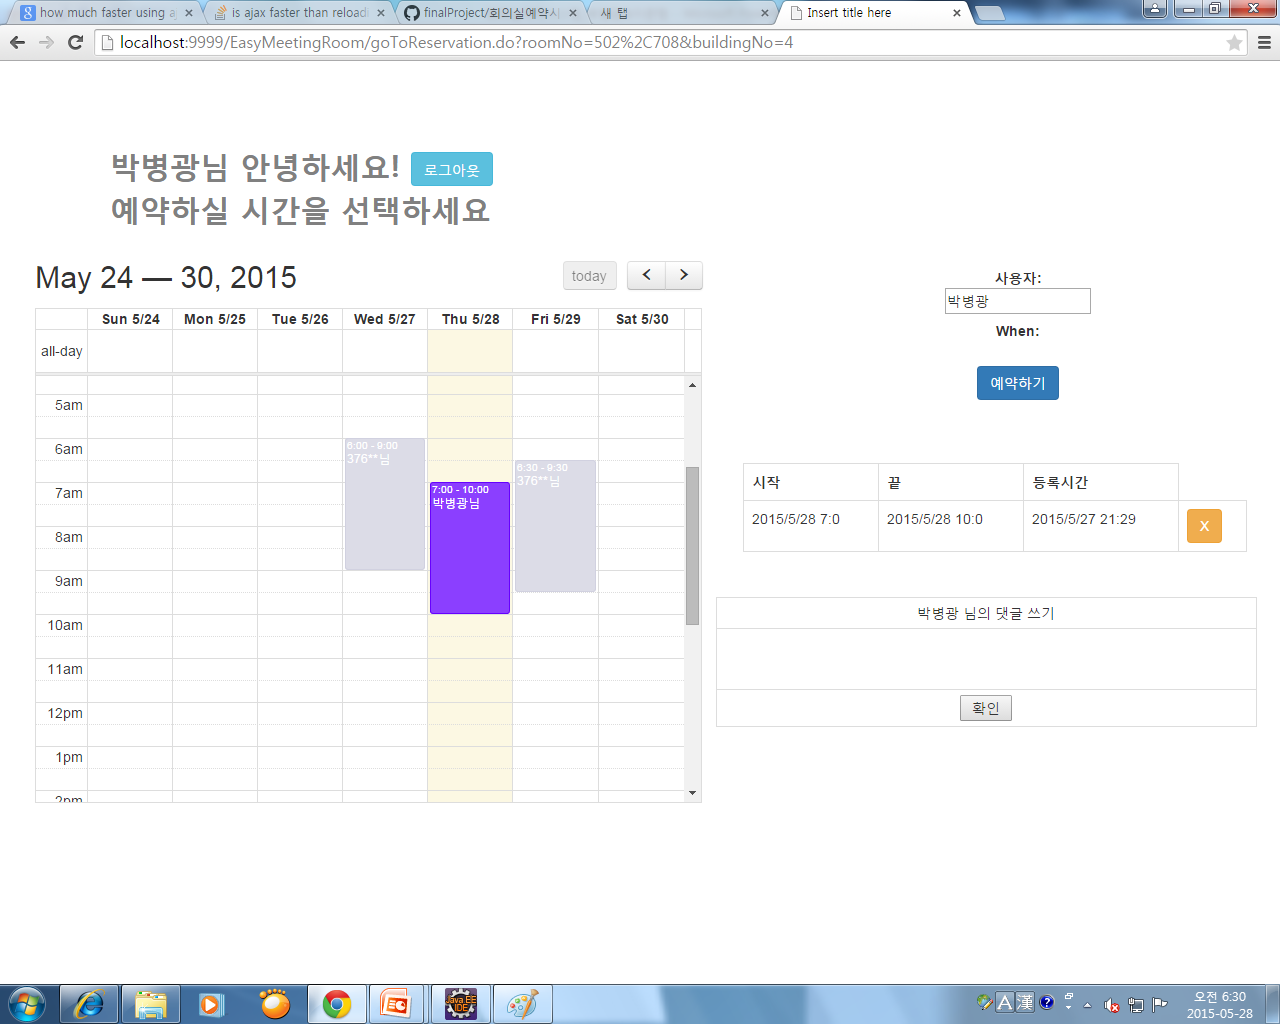 how much faster using a
is ajax faster than reloadi
finalProject/회의실예약시
새 탭
Insert title here
localhost:9999/EasyMeetingRoom/goToReservation.do?roomNo=502%2C708&buildingNo=4
박병광님 안녕하세요! 로그아웃
예약하실 시간을 선택하세요
May 24 — 30, 2015
today
Sun 5/24 Mon 5/25 Tue 5/26 Wed 5/27 Thu 5/28 Fri 5/29 Sat 5/30
all-day
5am
6am
7am
8am
9am
10am
11am
12pm
1pm
2pm
6:00 - 9:00
376**님
7:00 - 10:00
박병광님
6:30 - 9:30
376**님
사용자:
박병광
When:
예약하기
시작 끝 등록시간
2015/5/28 7:0 2015/5/28 10:0 2015/5/27 21:29 X
박병광 님의 댓글 쓰기
확인
Java EE
IDE
A 漢
오전 6:30
2015-05-28